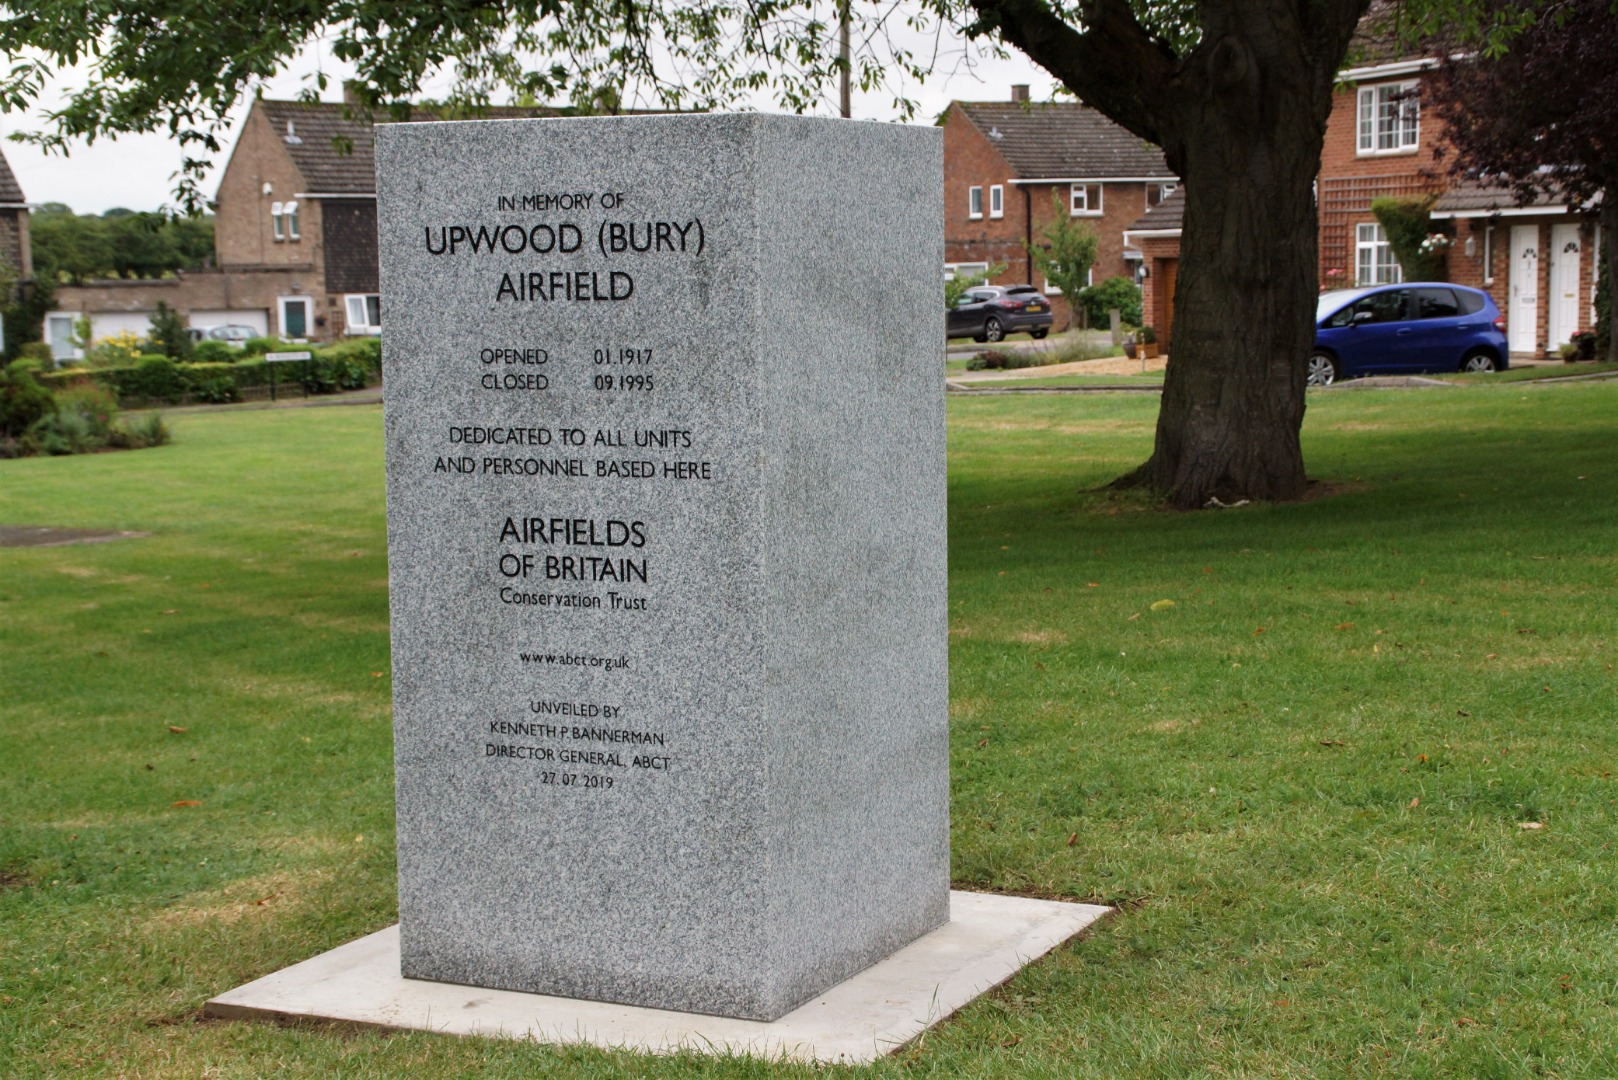 IN MEMORY OF
UPWOOD (BURY)
AIRFIELD
OPENED 01.1917
CLOSED 09.1995
DEDICATED TO ALL UNITS
AND PERSONNEL BASED HERE
AIRFIELDS
OF BRITAIN
Conservation Trust
www.abct.org.uk
UNVEILED BY
KENNETH P. BANNERMAN
DIRECTOR GENERAL, ABCT
27.07.2019